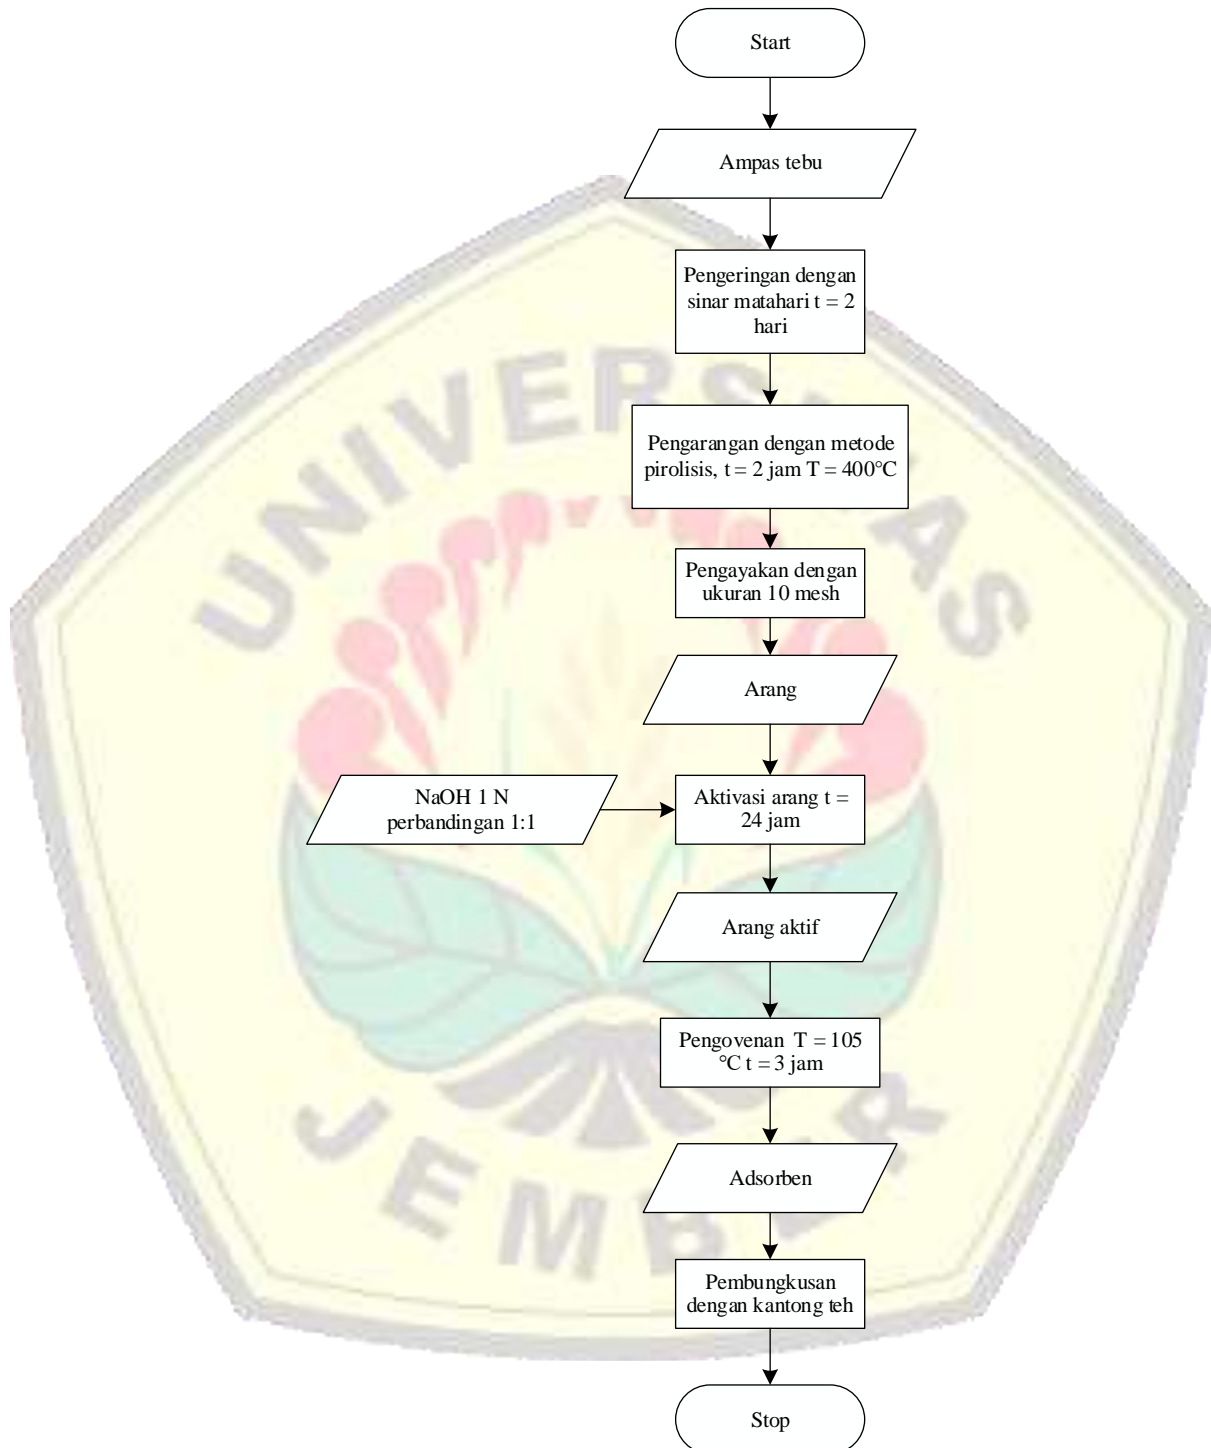 Start
Ampas tebu
Pengeringan dengan
sinar matahari t = 2
hari
Pengarangan dengan metode
pirolisis, t = 2 jam T = 400°C
Pengayakan dengan
ukuran 10 mesh
Arang
NaOH 1 N
perbandingan 1:1
Aktivasi arang t =
24 jam
Arang aktif
Pengovenan T = 105
°C t = 3 jam
Adsorben
Pembungkusan
dengan kantong teh
Stop
UNIVERSITAS
JEMBER